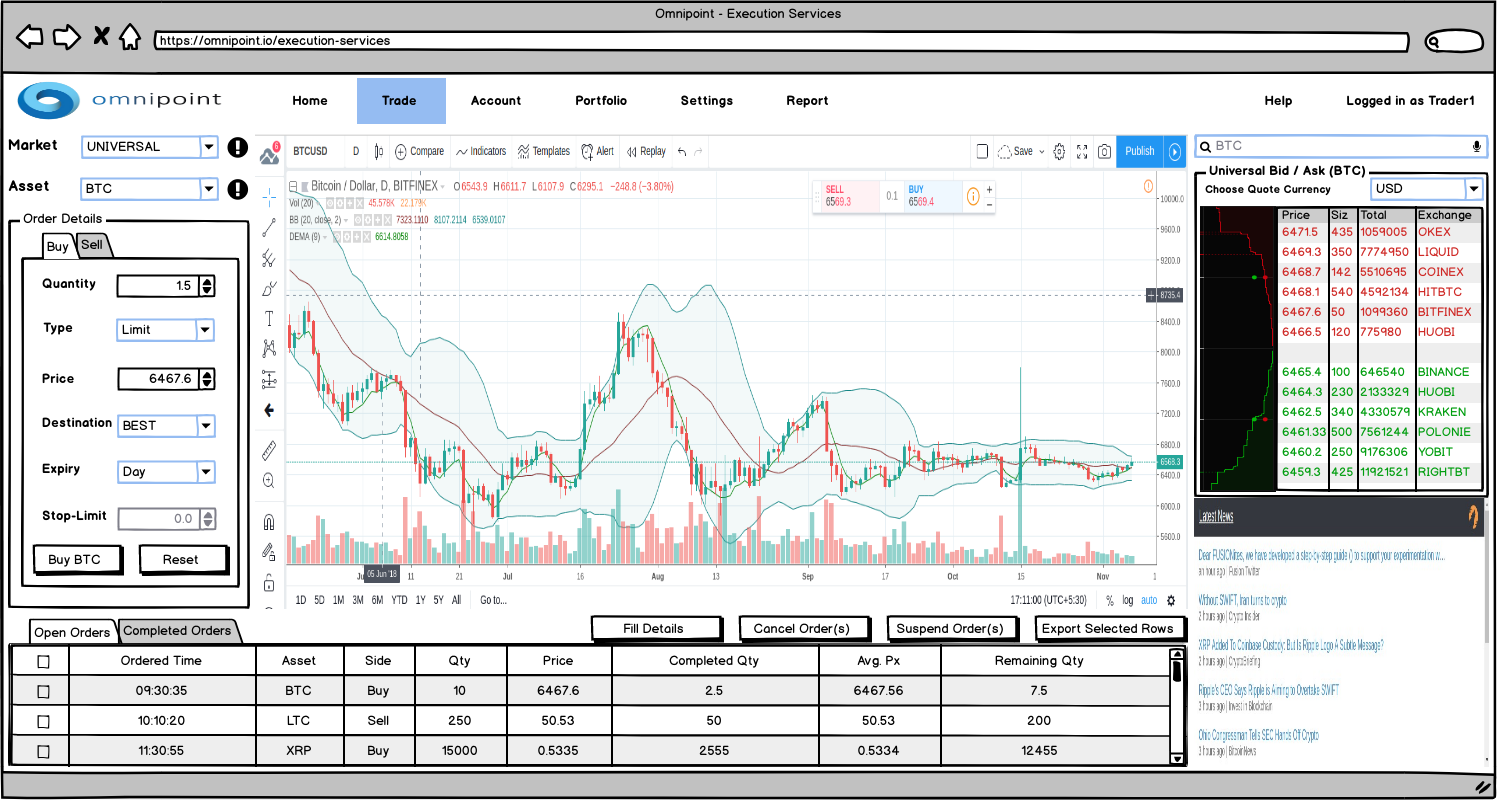 Omnipoint - Execution Services
https://omnipoint.io/execution-services
omnipoint
Home Trade Account Portfolio Settings Report Help Logged in as Trader1
Market UNIVERSAL
Asset BTC
Order Details
Buy Sell
Quantity 1.5
Type Limit
Price 6467.6
Destination BEST
Expiry Day
Stop-Limit 0.0
Buy BTC Reset
6
BTCUSD D Compare Indicators Templates Alert Replay Save Publish
Bitcoin / Dollar, D, BITFINEX O6543.9 H6611.7 L6107.9 C6295.1 −248.8 (−3.80%)
Vol (20) 45.578K 22.179K
BB (20, close, 2) 7323.1110 8107.2114 6539.0107
DEMA (9) 6614.8058
SELL 6569.3 0.1 BUY 6569.4
10000.0
9600.0
9200.0
8735.4
8400.0
8000.0
7600.0
7200.0
6800.0
6568.3
6400.0
6000.0
5600.0
05 Jun '18 11 21 Jul 16 Aug 13 Sep 17 Oct 15 Nov 1
1D 5D 1M 3M 6M YTD 1Y 5Y All Go to... 17:11:00 (UTC+5:30) % log auto
BTC
Universal Bid / Ask (BTC)
Choose Quote Currency USD
Price Siz Total Exchange
6471.5 435 1059005 OKEX
6469.3 350 7774950 LIQUID
6468.7 142 5510695 COINEX
6468.1 540 4592134 HITBTC
6467.6 50 1099360 BITFINEX
6466.5 120 775980 HUOBI
6465.4 100 646540 BINANCE
6464.3 230 2133329 HUOBI
6462.5 340 4330579 KRAKEN
6461.33 500 7561244 POLONIE
6460.2 250 9176306 YOBIT
6459.3 425 11921521 RIGHTBT
Latest News
Dear FUSIONites, we have developed a step-by-step guide () to support your experimentation w...
an hour ago | Fusion Twitter
Without SWIFT, Iran turns to crypto
2 hours ago | Crypto Insider
XRP Added To Coinbase Custody: But Is Ripple Logo A Subtle Message?
2 hours ago | CryptoBriefing
Ripple's CEO Says Ripple is Aiming to Overtake SWIFT
3 hours ago | Invest in Blockchain
Ohio Congressman Tells SEC Hands Off Crypto
3 hours ago | BitcoinNews
Open Orders Completed Orders Fill Details Cancel Order(s) Suspend Order(s) Export Selected Rows
Ordered Time Asset Side Qty Price Completed Qty Avg. Px Remaining Qty
09:30:35 BTC Buy 10 6467.6 2.5 6467.56 7.5
10:10:20 LTC Sell 250 50.53 50 50.53 200
11:30:55 XRP Buy 15000 0.5335 2555 0.5334 12455